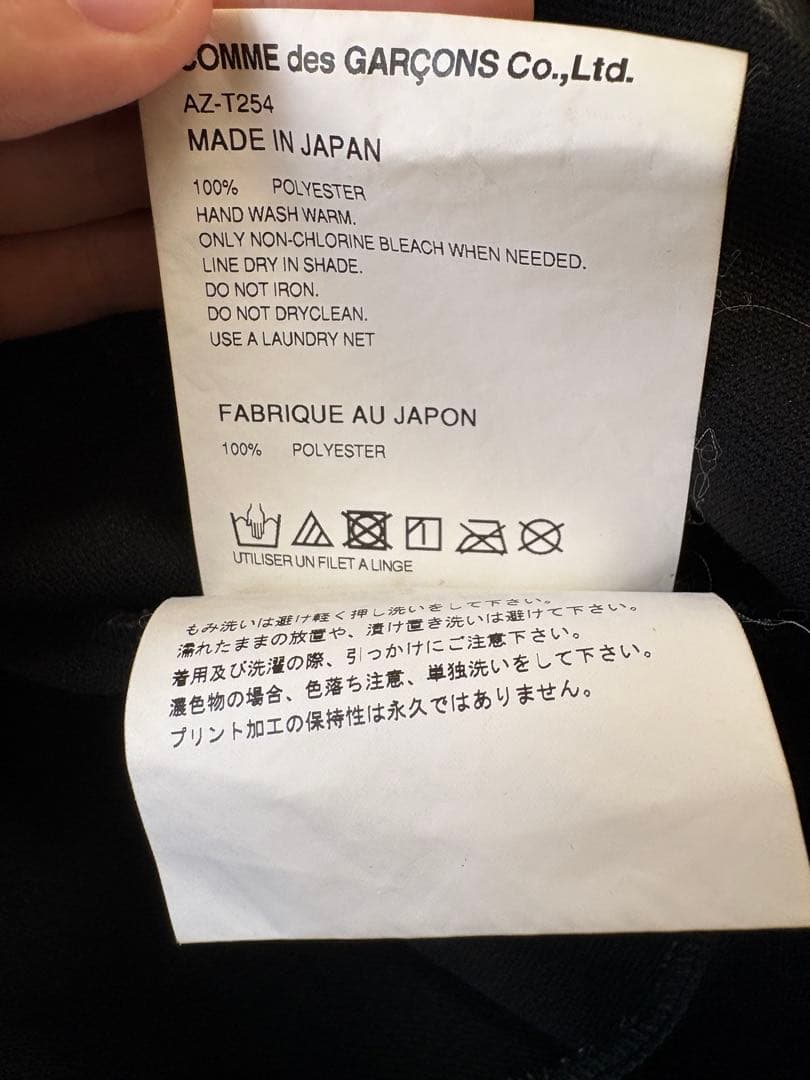 COMME des GARÇONS Co.,Ltd.
AZ-T254
MADE IN JAPAN
100% POLYESTER
HAND WASH WARM.
ONLY NON-CHLORINE BLEACH WHEN NEEDED.
LINE DRY IN SHADE.
DO NOT IRON.
DO NOT DRYCLEAN.
USE A LAUNDRY NET
FABRIQUE AU JAPON
100% POLYESTER
UTILISER UN FILET A LINGE
もみ洗いは避け軽く押し洗いをして下さい。
濡れたままの放置や、漬け置き洗いは避けて下さい。
着用及び洗濯の際、引っかけにご注意下さい。
濃色物の場合、色落ち注意、単独洗いをして下さい。
プリント加工の保持性は永久ではありません。